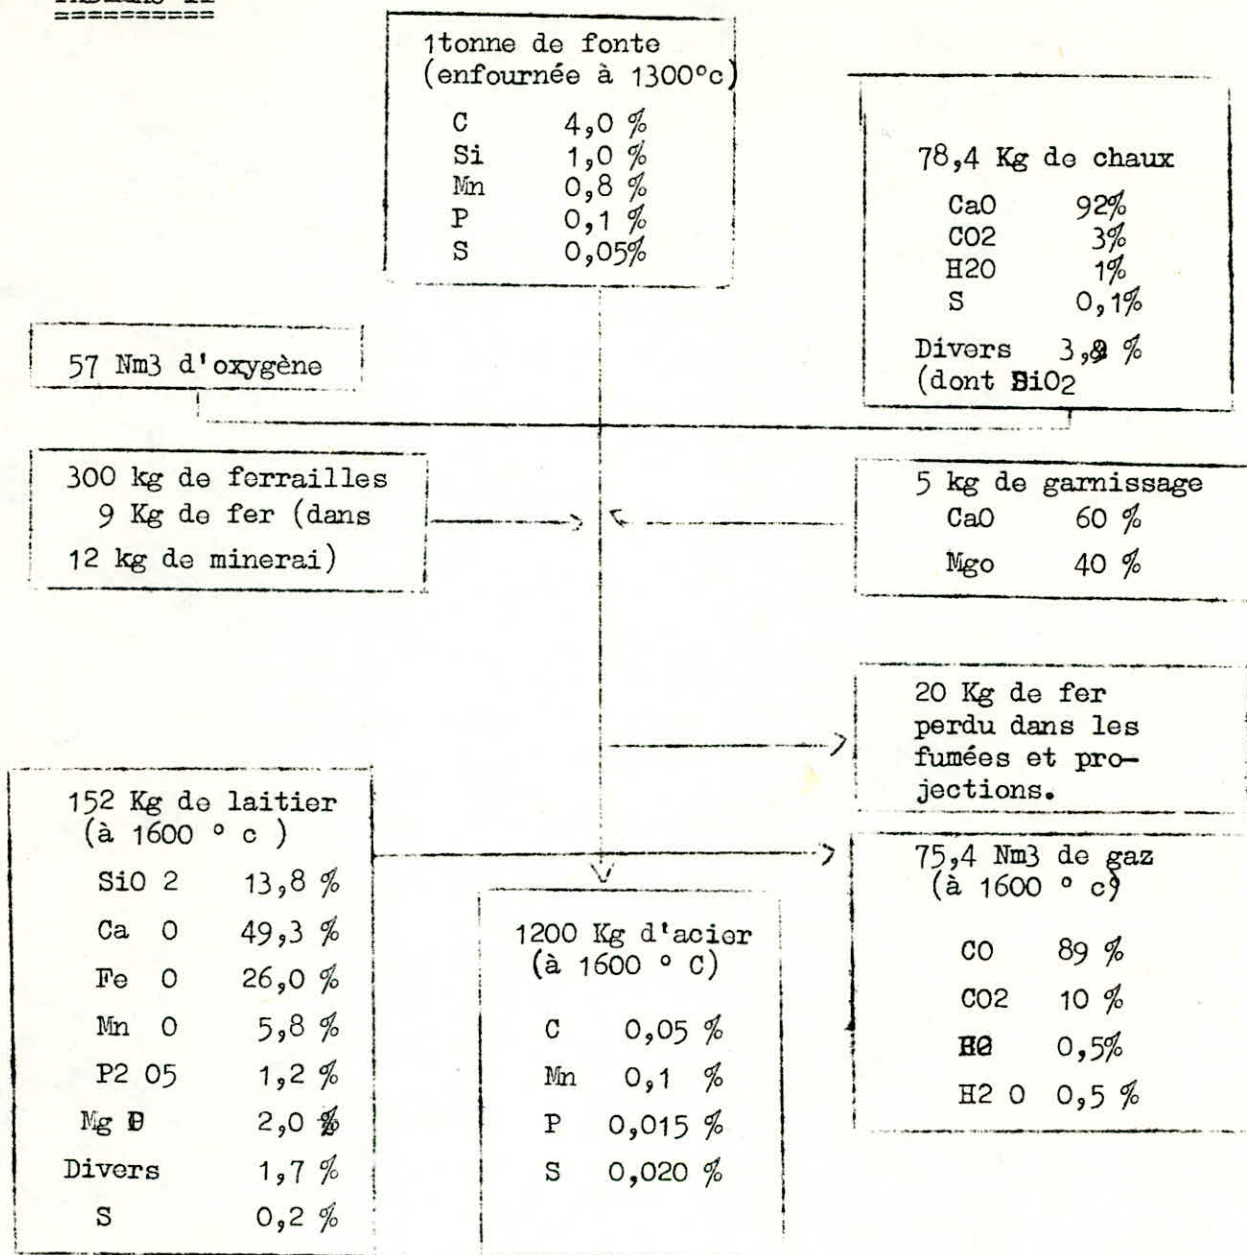 ==========
1tonne de fonte
(enfournée à 1300°c)
C 4,0 %
Si 1,0 %
Mn 0,8 %
P 0,1 %
S 0,05%
78,4 Kg de chaux
CaO 92%
CO2 3%
H2O 1%
S 0,1%
Divers %
(dont SiO2
57 Nm3 d'oxygène
300 kg de ferrailles
9 Kg de fer (dans
12 kg de minerai)
5 kg de garnissage
CaO 60 %
Mgo 40 %
20 Kg de fer
perdu dans les
fumées et pro-
jections.
152 Kg de laitier
(à 1600 ° c )
SiO 2 13,8 %
Ca O 49,3 %
Fe O 26,0 %
Mn O 5,8 %
P2 O5 1,2 %
Mg O 2,0 %
Divers 1,7 %
S 0,2 %
1200 Kg d'acier
(à 1600 ° C)
C 0,05 %
Mn 0,1 %
P 0,015 %
S 0,020 %
75,4 Nm3 de gaz
(à 1600 ° c)
CO 89 %
CO2 10 %
0,5%
H2 O 0,5 %